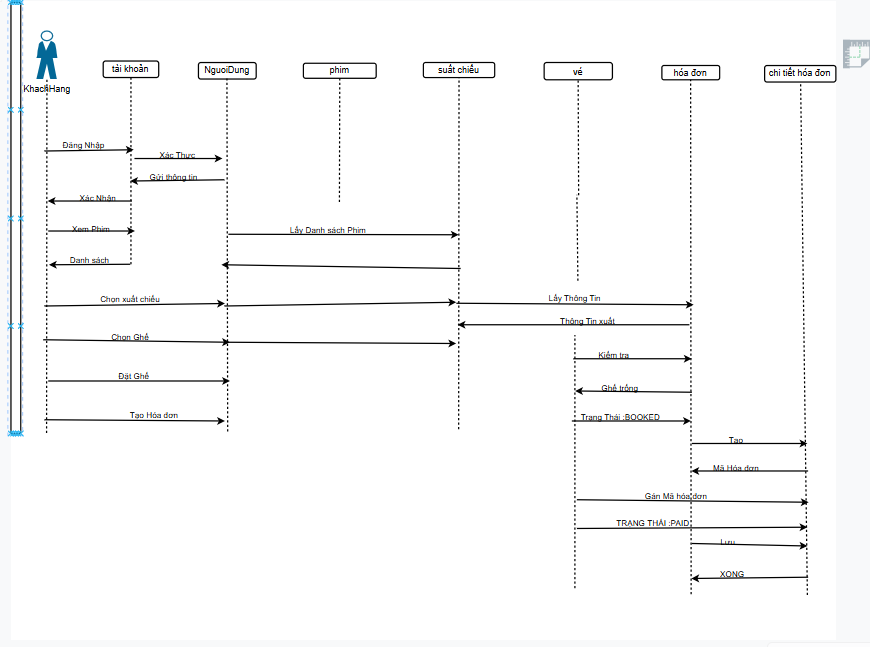 tải khoản
NguoiDung
phim
suất chiếu
vé
hóa đơn
chi tiết hóa đơn
KhachHang
Đăng Nhập
Xác Thực
Gửi thông tin
Xác Nhận
Xem Phim
Lấy Danh sách Phim
Danh sách
Chọn xuất chiếu
Lấy Thông Tin
Thông Tin xuất
Chọn Ghế
Kiểm tra
Đặt Ghế
Ghế trống
Tạo Hóa đơn
Trạng Thái :BOOKED
Tạo
Mã Hóa đơn
Gán Mã hóa đơn
TRẠNG THÁI :PAID
Lưu
XONG